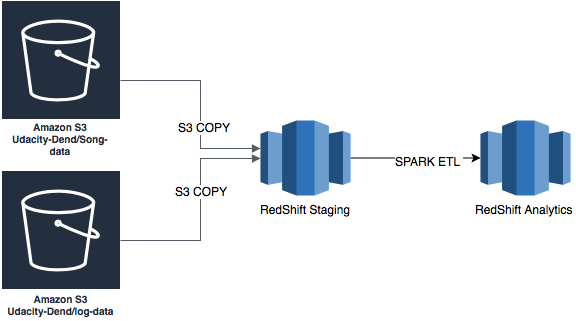 Amazon S3
Udacity-Dend/Song-
data
S3 COPY
S3 COPY
RedShift Staging
SPARK ETL
RedShift Analytics
Amazon S3
Udacity-Dend/log-data